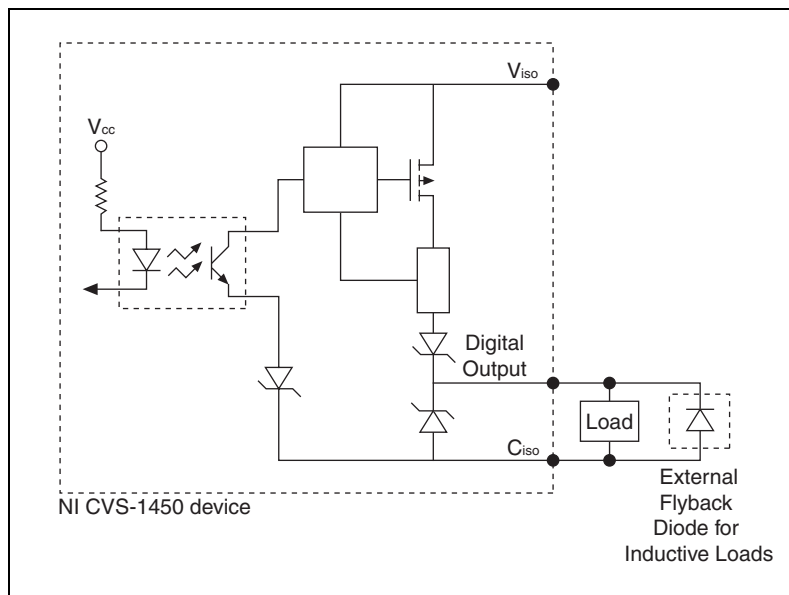 Viso
Vcc
Digital
Output
Load
Ciso
NI CVS-1450 device
External
Flyback
Diode for
Inductive Loads